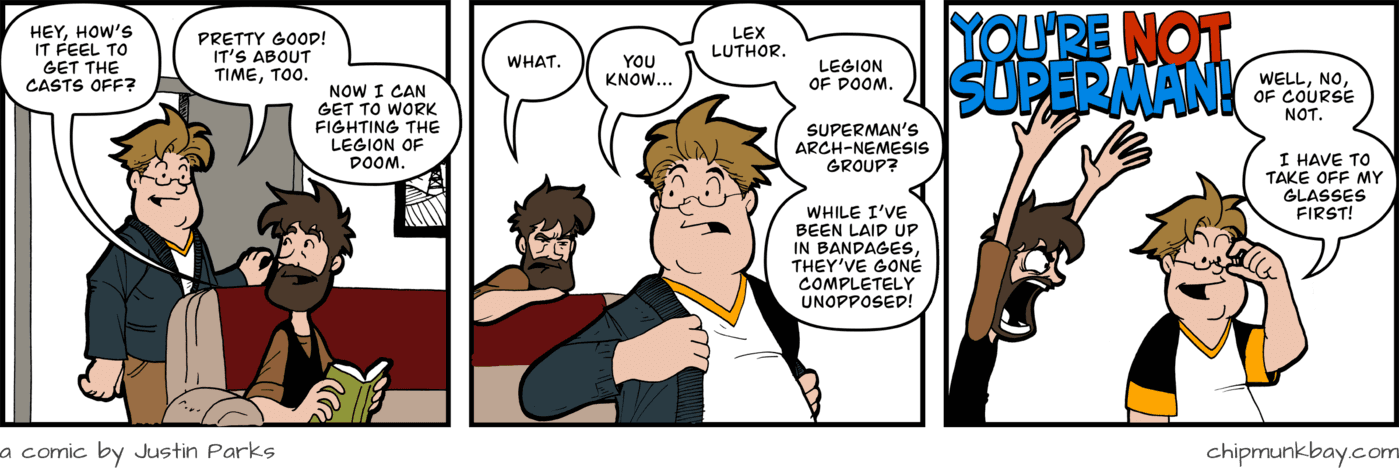 HEY, HOW'S
IT FEEL TO
GET THE
CASTS OFF?
PRETTY GOOD!
IT'S ABOUT
TIME, TOO.
NOW I CAN
GET TO WORK
FIGHTING THE
LEGION OF
DOOM.
WHAT.
YOU
KNOW...
LEX
LUTHOR.
LEGION
OF DOOM.
SUPERMAN'S
ARCH-NEMESIS
GROUP?
WHILE I'VE
BEEN LAID UP
IN BANDAGES,
THEY'VE GONE
COMPLETELY
UNOPPOSED!
YOU'RE NOT
SUPERMAN!
WELL, NO,
OF COURSE
NOT.
I HAVE TO
TAKE OFF MY
GLASSES
FIRST!
a comic by Justin Parks
chipmunkbay.com